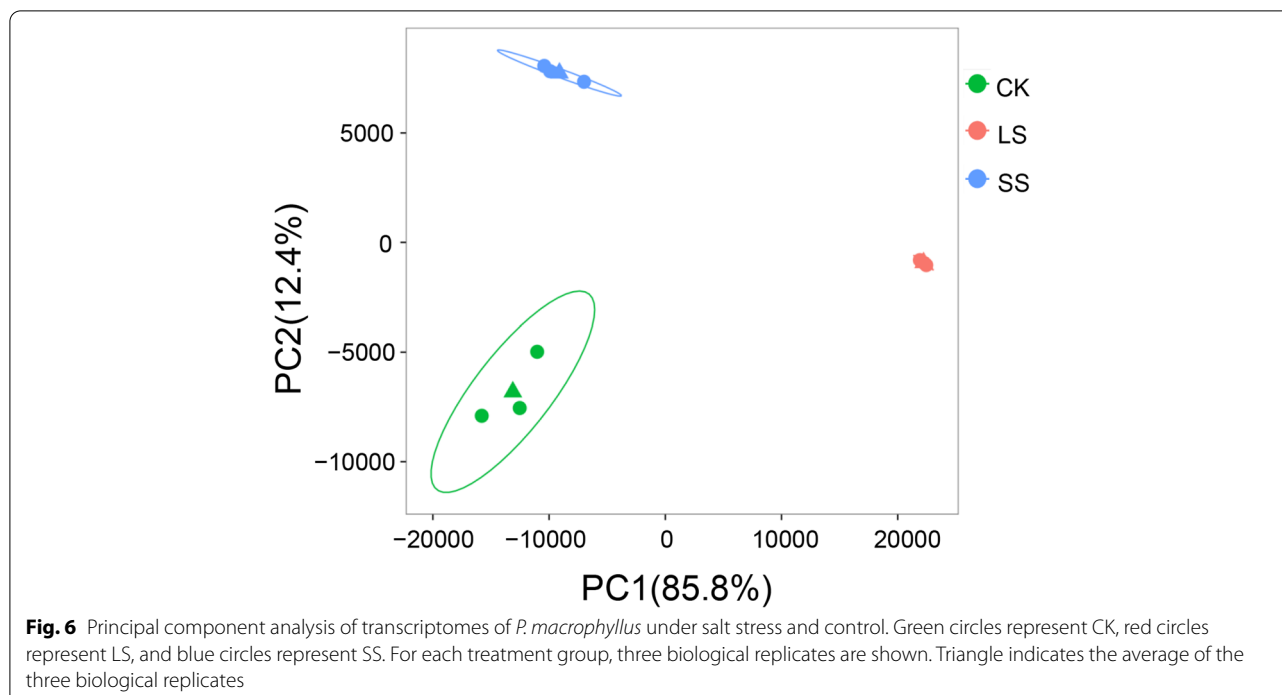 CK
LS
SS
PC2(12.4%)
5000
0
−5000
−10000
−20000 −10000 0 10000 20000
PC1(85.8%)
Fig. 6 Principal component analysis of transcriptomes of P. macrophyllus under salt stress and control. Green circles represent CK, red circles
represent LS, and blue circles represent SS. For each treatment group, three biological replicates are shown. Triangle indicates the average of the
three biological replicates